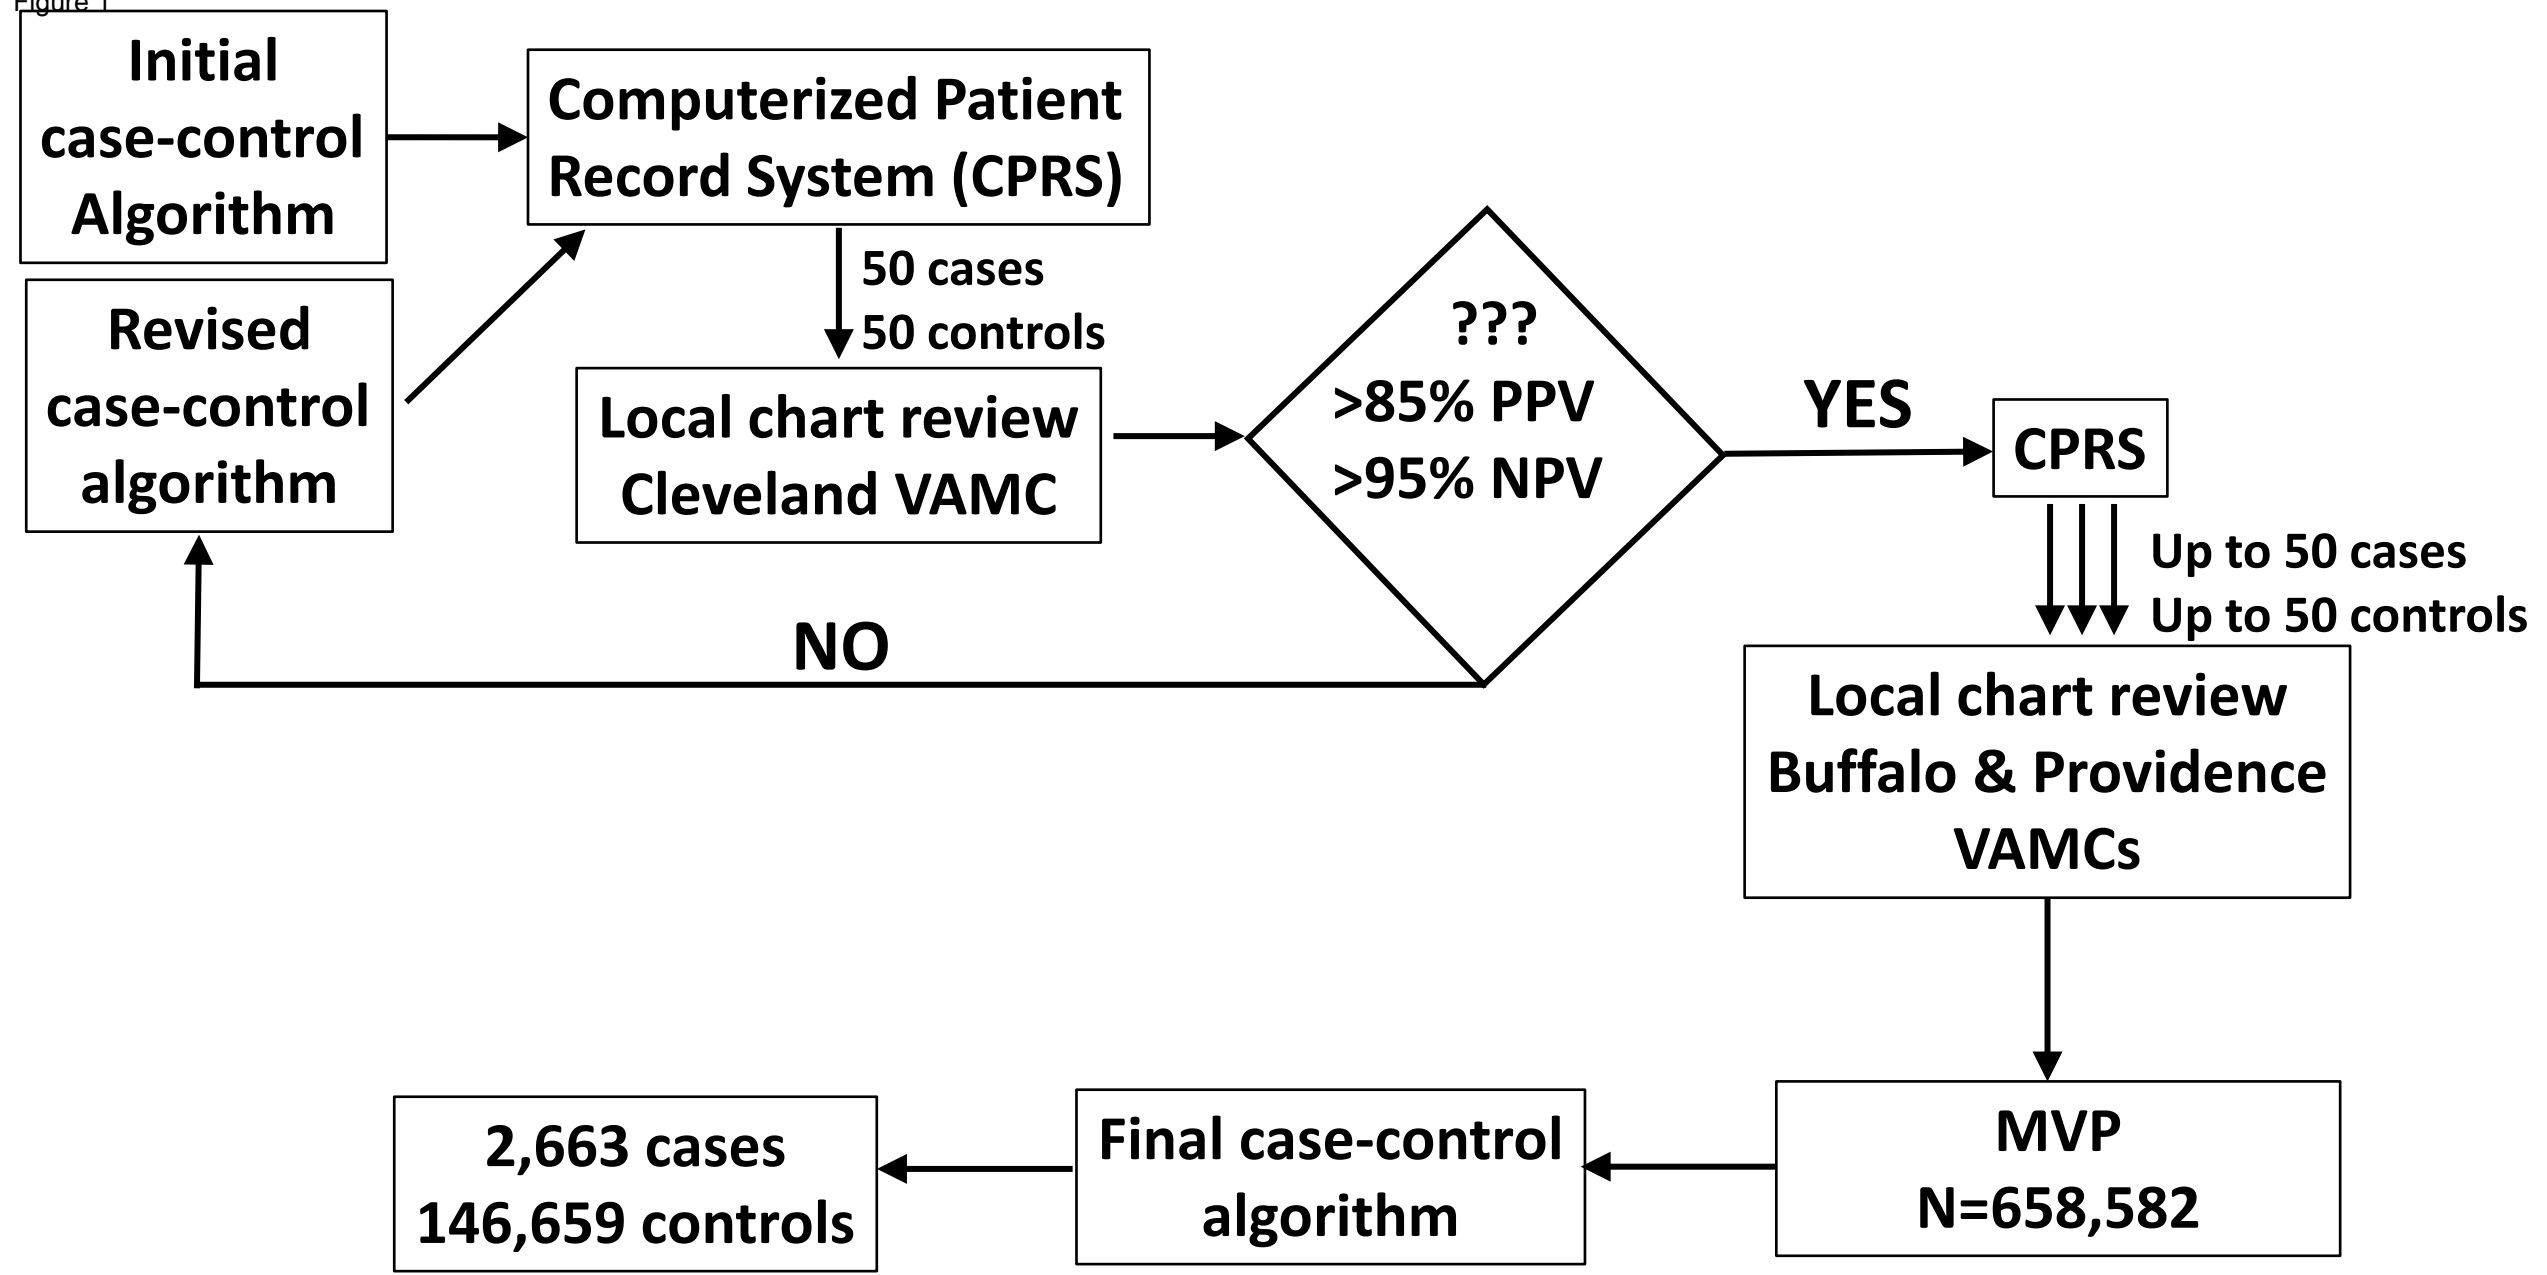 Figure 1
Initial
case-control
Algorithm
Computerized Patient
Record System (CPRS)
50 cases
50 controls
Revised
case-control
algorithm
Local chart review
Cleveland VAMC
???
>85% PPV
>95% NPV
YES
NO
CPRS
Up to 50 cases
Up to 50 controls
Local chart review
Buffalo & Providence
VAMCs
MVP
N=658,582
Final case-control
algorithm
2,663 cases
146,659 controls